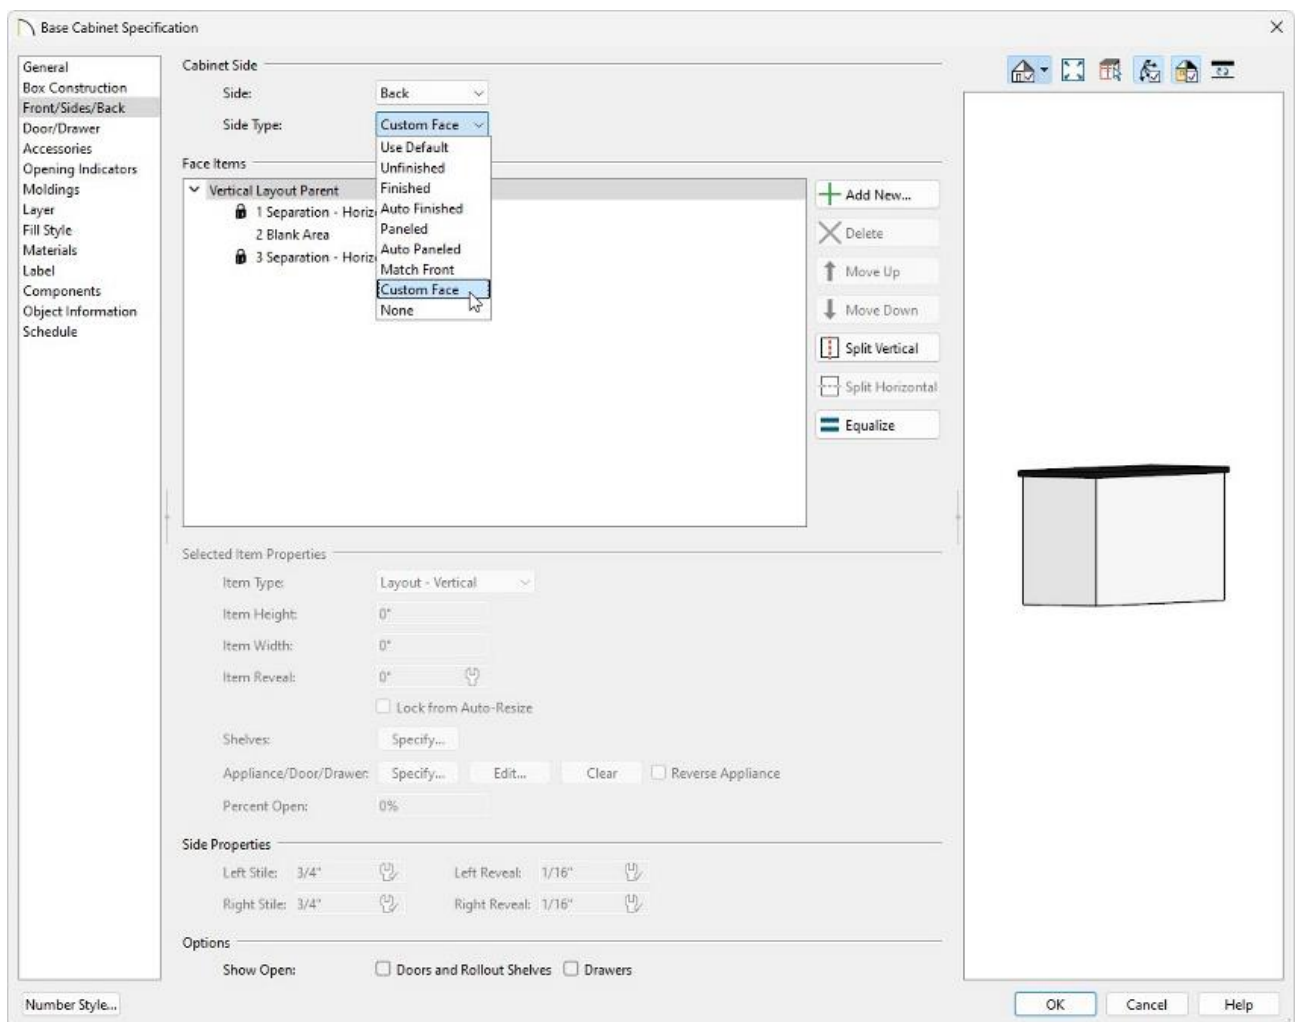 Base Cabinet Specification
General
Box Construction
Front/Sides/Back
Door/Drawer
Accessories
Opening Indicators
Moldings
Layer
Fill Style
Materials
Label
Components
Object Information
Schedule
Cabinet Side
Side: Back
Side Type: Custom Face
Use Default
Unfinished
Finished
Auto Finished
Paneled
Auto Paneled
Match Front
Custom Face
None
Face Items
Vertical Layout Parent
1 Separation - Horiz
2 Blank Area
3 Separation - Horiz
Add New...
Delete
Move Up
Move Down
Split Vertical
Split Horizontal
Equalize
Selected Item Properties
Item Type: Layout - Vertical
Item Height: 0"
Item Width: 0"
Item Reveal: 0"
Lock from Auto-Resize
Shelves: Specify...
Appliance/Door/Drawer: Specify... Edit... Clear Reverse Appliance
Percent Open: 0%
Side Properties
Left Stile: 3/4" Left Reveal: 1/16"
Right Stile: 3/4" Right Reveal: 1/16"
Options
Show Open: Doors and Rollout Shelves Drawers
Number Style... OK Cancel Help